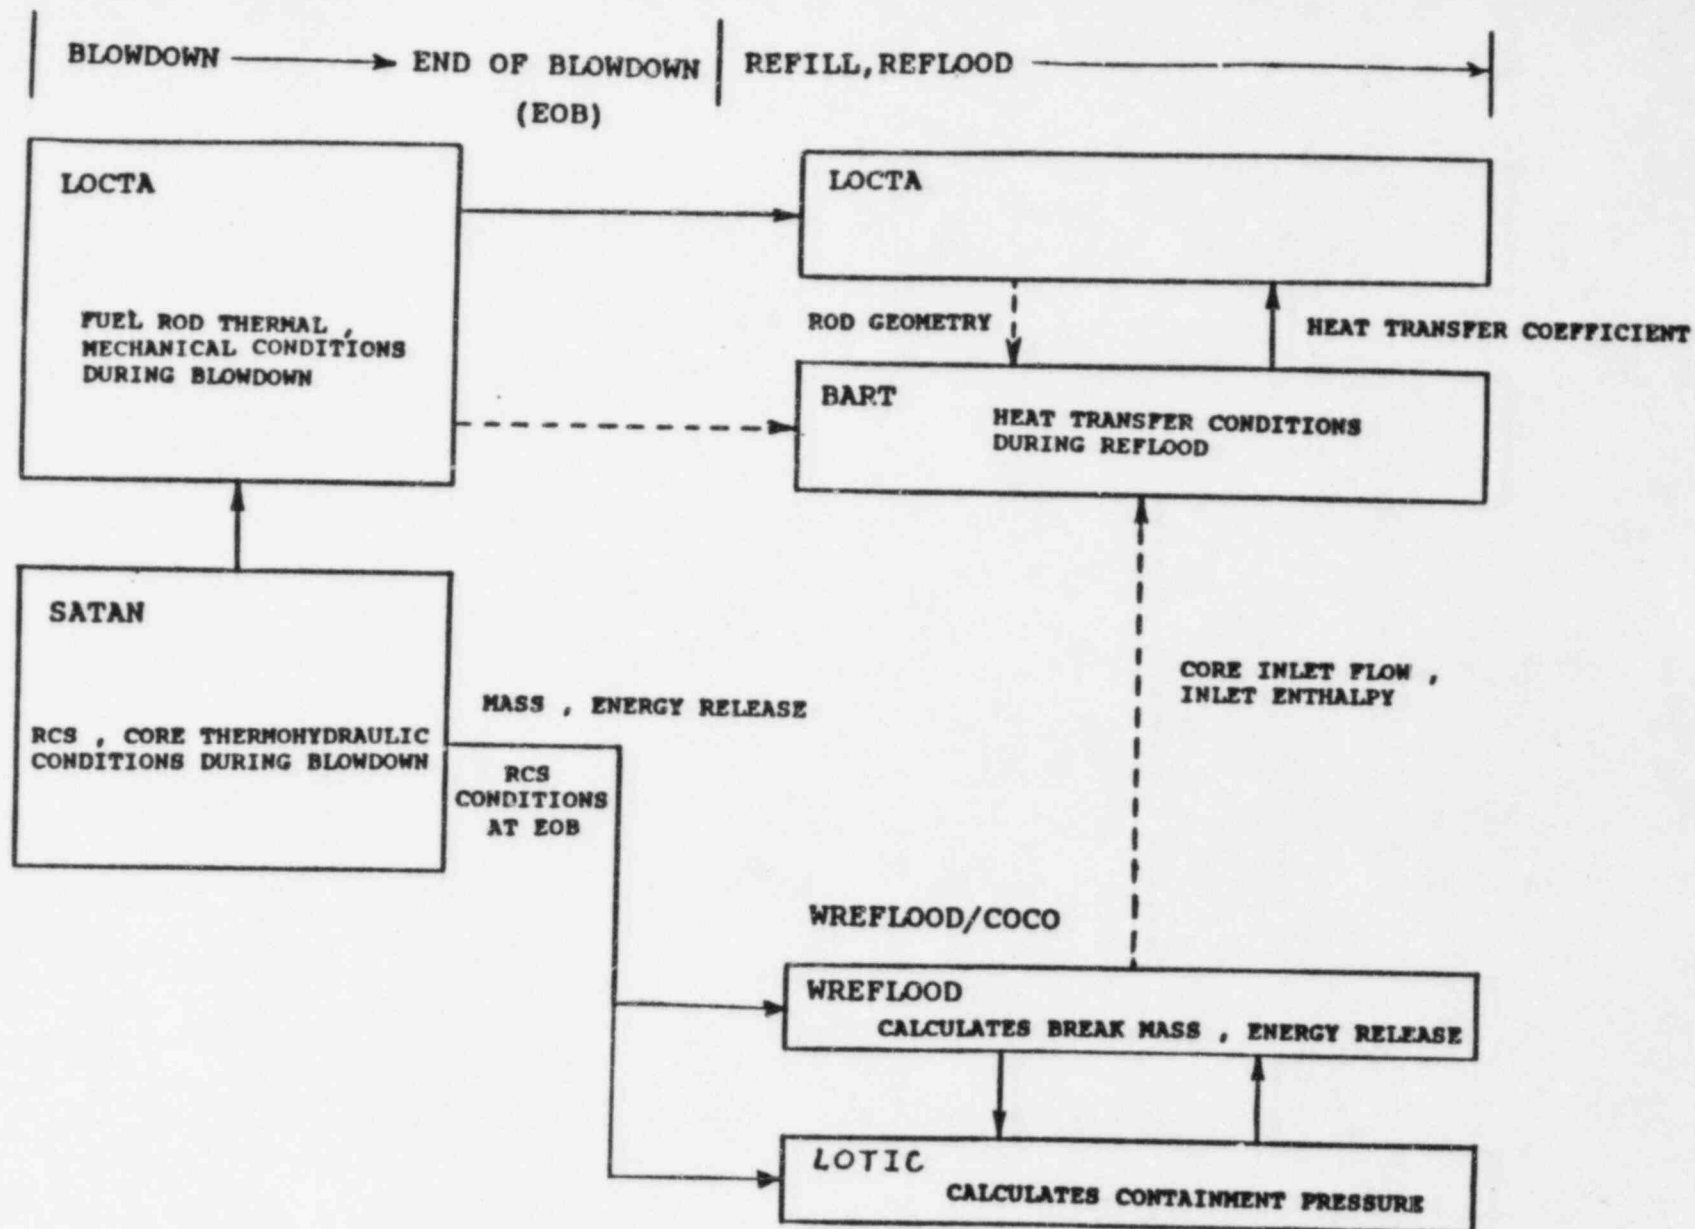 BLOWDOWN
END OF BLOWDOWN
(EOB)
REFILL,REFLOOD
LOCTA
FUEL ROD THERMAL ,
MECHANICAL CONDITIONS
DURING BLOWDOWN
LOCTA
ROD GEOMETRY
HEAT TRANSFER COEFFICIENT
BART
HEAT TRANSFER CONDITIONS
DURING REFLOOD
SATAN
RCS , CORE THERMOHYDRAULIC
CONDITIONS DURING BLOWDOWN
MASS , ENERGY RELEASE
RCS
CONDITIONS
AT EOB
CORE INLET FLOW ,
INLET ENTHALPY
WREFLOOD/COCO
WREFLOOD
CALCULATES BREAK MASS , ENERGY RELEASE
LOTIC
CALCULATES CONTAINMENT PRESSURE